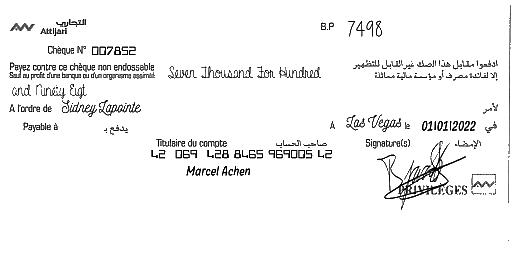 التجاري
Attijari
B.P 7498
Chèque N° 007852
Payez contre ce chèque non endossable
Sauf au profit d'une banque ou d'un organisme assimilé
Seven Thousand For Hundred
ادفعوا مقابل هذا الصك غير القابل للتظهير
إلا لفائدة مصرف أو مؤسسة مالية مماثلة
and Ninety Eigt
A l'ordre de Sidney Lapointe
لأمر
Payable à يدفع بـ
A Las Vegas le 01/01/2022 في
Titulaire du compte صاحب الحساب
Signature(s) الإمضاء
42 069 428 8465 969005 42
Marcel Achen
PRIVILEGES